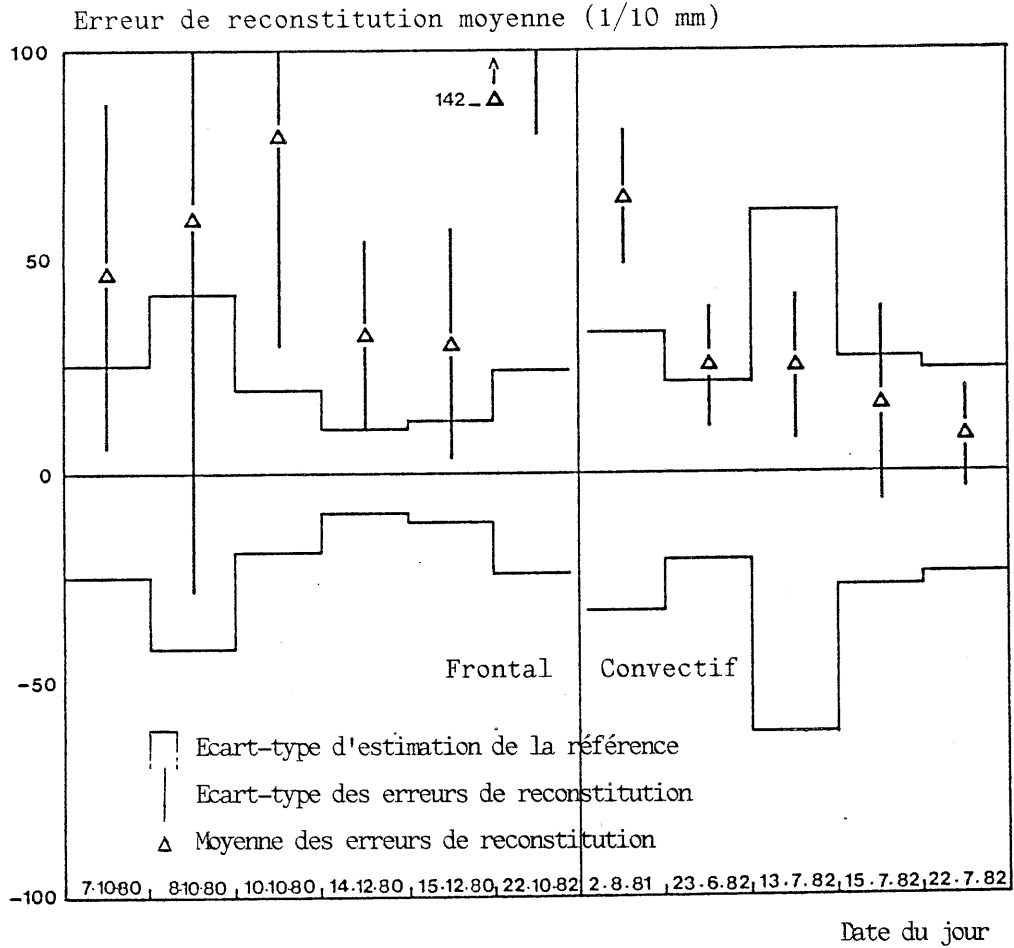 Erreur de reconstitution moyenne (1/10 mm)
100
142
50
0
Frontal
Convectif
-50
Ecart-type d'estimation de la référence
Ecart-type des erreurs de reconstitution
Moyenne des erreurs de reconstitution
-100
7.10.80 8.10.80 10.10.80 14.12.80 15.12.80 22.10.82 2.8.81 23.6.82 13.7.82 15.7.82 22.7.82
Date du jour